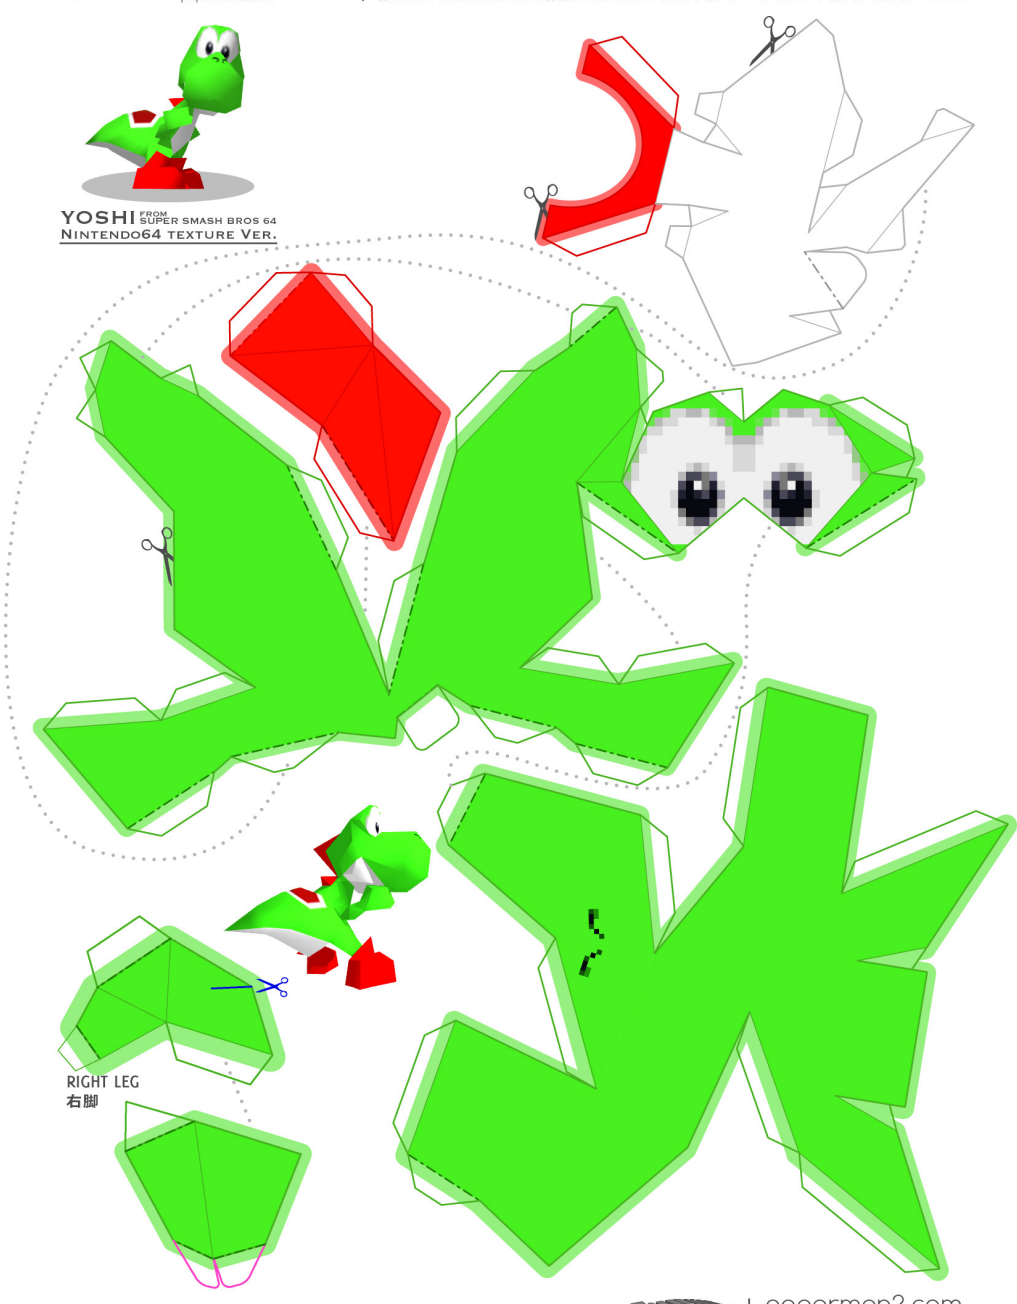 YOSHI FROM SUPER SMASH BROS 64
NINTENDO64 TEXTURE VER.
RIGHT LEG
右脚